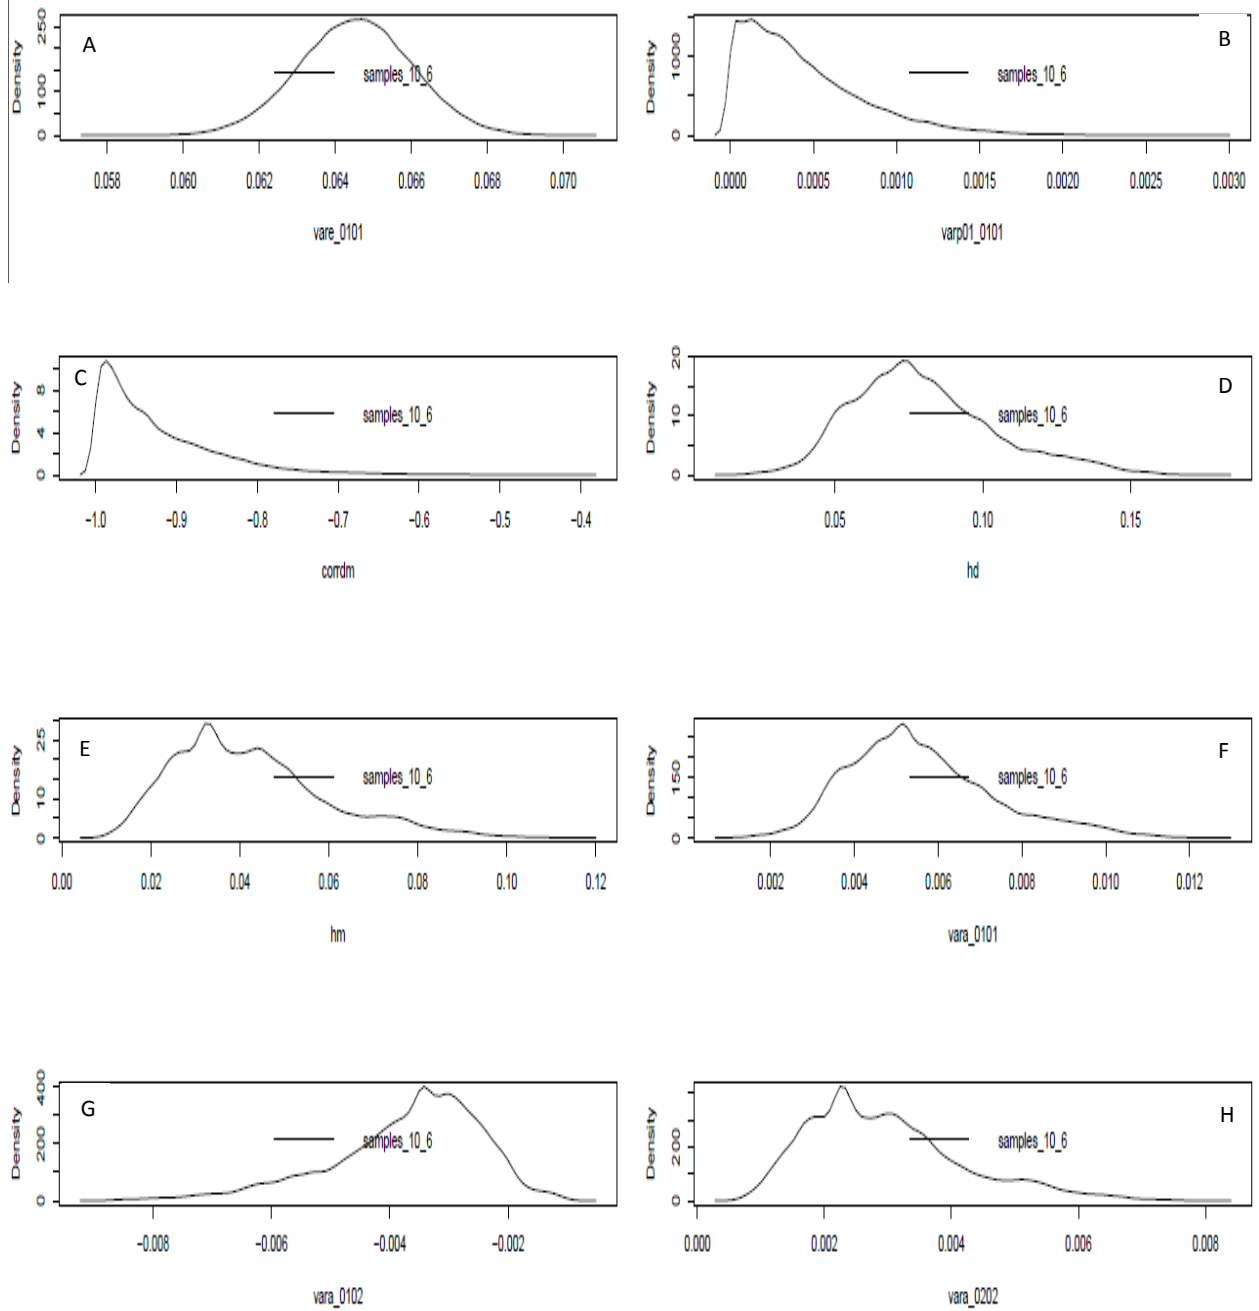 A
Density
0 100 250
samples_10_6
0.058 0.060 0.062 0.064 0.066 0.068 0.070
vare_0101
B
Density
0 1000
samples_10_6
0.0000 0.0005 0.0010 0.0015 0.0020 0.0025 0.0030
varp01_0101
C
Density
0 4 8
samples_10_6
−1.0 −0.9 −0.8 −0.7 −0.6 −0.5 −0.4
corrdm
D
Density
0 10 20
samples_10_6
0.05 0.10 0.15
hd
E
Density
0 10 25
samples_10_6
0.00 0.02 0.04 0.06 0.08 0.10 0.12
hm
F
Density
0 150
samples_10_6
0.002 0.004 0.006 0.008 0.010 0.012
vara_0101
G
Density
0 200 400
samples_10_6
−0.008 −0.006 −0.004 −0.002
vara_0102
H
Density
0 200
samples_10_6
0.000 0.002 0.004 0.006 0.008
vara_0202